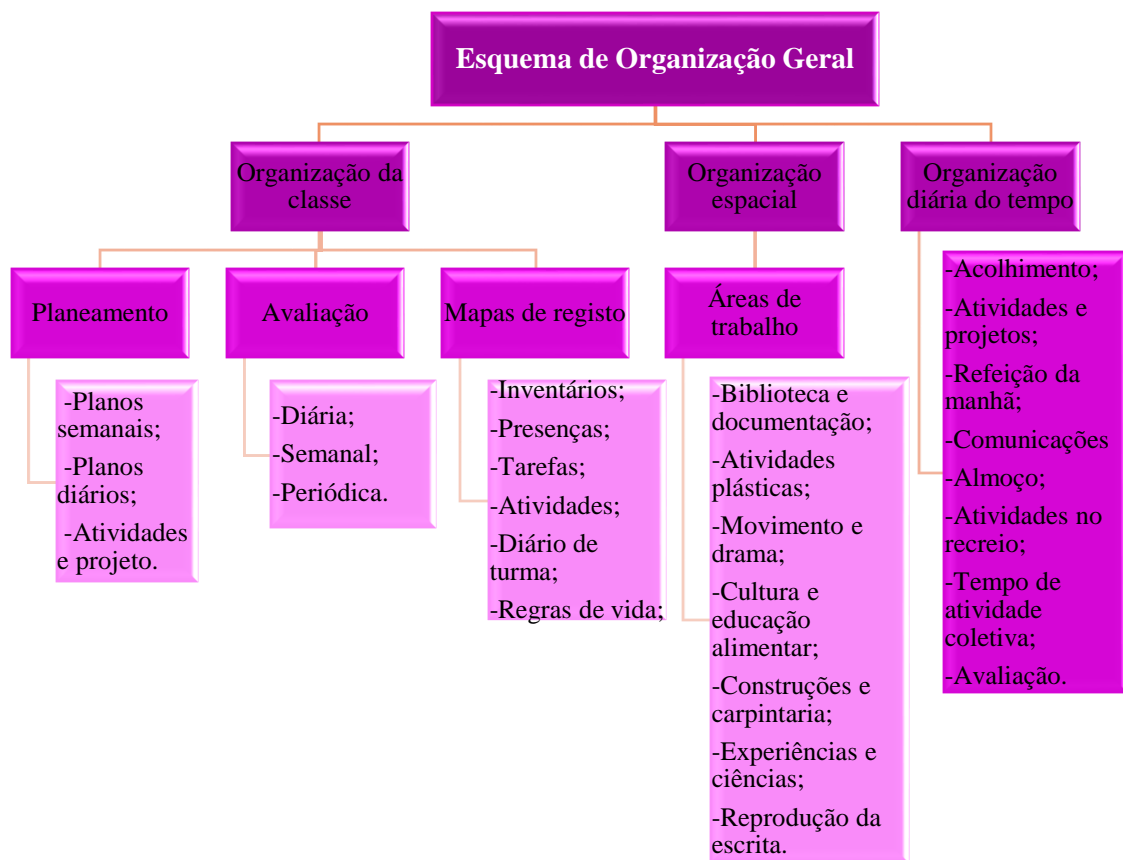 Esquema de Organização Geral
Organização da
classe
Organização
espacial
Organização
diária do tempo
Planeamento
Avaliação
Mapas de registo
Áreas de
trabalho
-Planos
semanais;
-Planos
diários;
-Atividades
e projeto.
-Diária;
-Semanal;
-Periódica.
-Inventários;
-Presenças;
-Tarefas;
-Atividades;
-Diário de
turma;
-Regras de vida;
-Biblioteca e
documentação;
-Atividades
plásticas;
-Movimento e
drama;
-Cultura e
educação
alimentar;
-Construções e
carpintaria;
-Experiências e
ciências;
-Reprodução da
escrita.
-Acolhimento;
-Atividades e
projetos;
-Refeição da
manhã;
-Comunicações
-Almoço;
-Atividades no
recreio;
-Tempo de
atividade
coletiva;
-Avaliação.